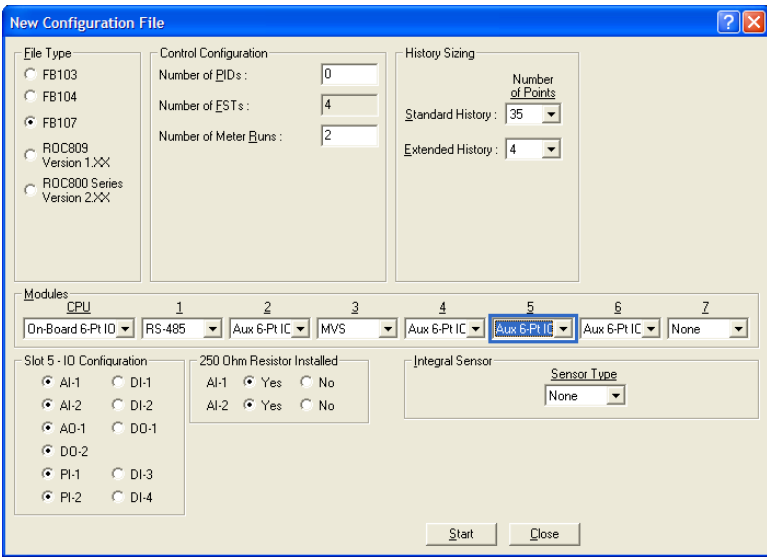 New Configuration File
File Type
FB103
FB104
FB107
ROC809
Version 1.XX
ROC800 Series
Version 2.XX
Control Configuration
Number of PIDs : 0
Number of FSTs : 4
Number of Meter Runs : 2
History Sizing
Number
of Points
Standard History : 35
Extended History : 4
Modules
CPU 1 2 3 4 5 6 7
On-Board 6-Pt IO RS-485 Aux 6-Pt IC MVS Aux 6-Pt IC Aux 6-Pt IC Aux 6-Pt IC None
Slot 5 - IO Configuration
AI-1 DI-1
AI-2 DI-2
AO-1 DO-1
DO-2
PI-1 DI-3
PI-2 DI-4
250 Ohm Resistor Installed
AI-1 Yes No
AI-2 Yes No
Integral Sensor
Sensor Type
None
Start Close